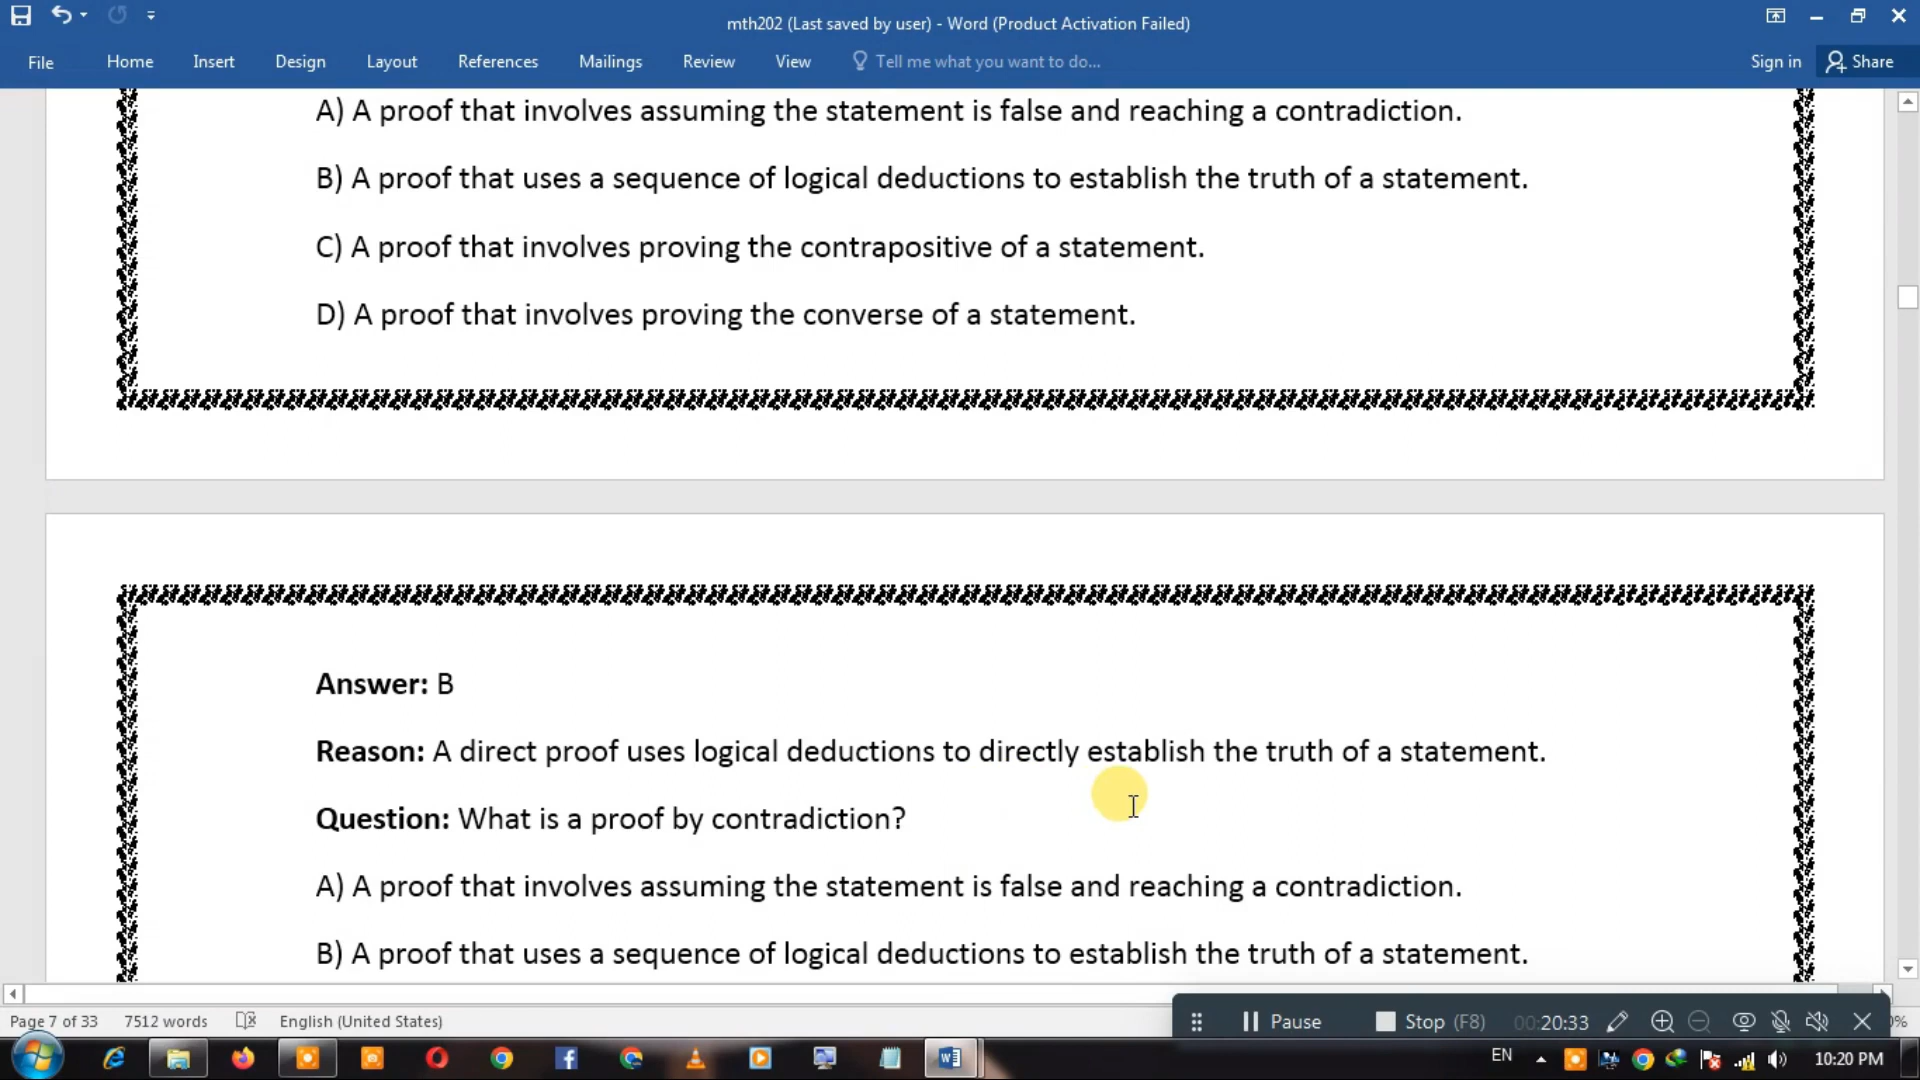 mth202 (Last saved by user) - Word (Product Activation Failed)
File Home Insert Design Layout References Mailings Review View Tell me what you want to do... Sign in Share
A) A proof that involves assuming the statement is false and reaching a contradiction.
B) A proof that uses a sequence of logical deductions to establish the truth of a statement.
C) A proof that involves proving the contrapositive of a statement.
D) A proof that involves proving the converse of a statement.
Answer: B
Reason: A direct proof uses logical deductions to directly establish the truth of a statement.
Question: What is a proof by contradiction?
A) A proof that involves assuming the statement is false and reaching a contradiction.
B) A proof that uses a sequence of logical deductions to establish the truth of a statement.
Page 7 of 33 7512 words English (United States) Pause Stop (F8) 00:20:33 0%
EN 10:20 PM